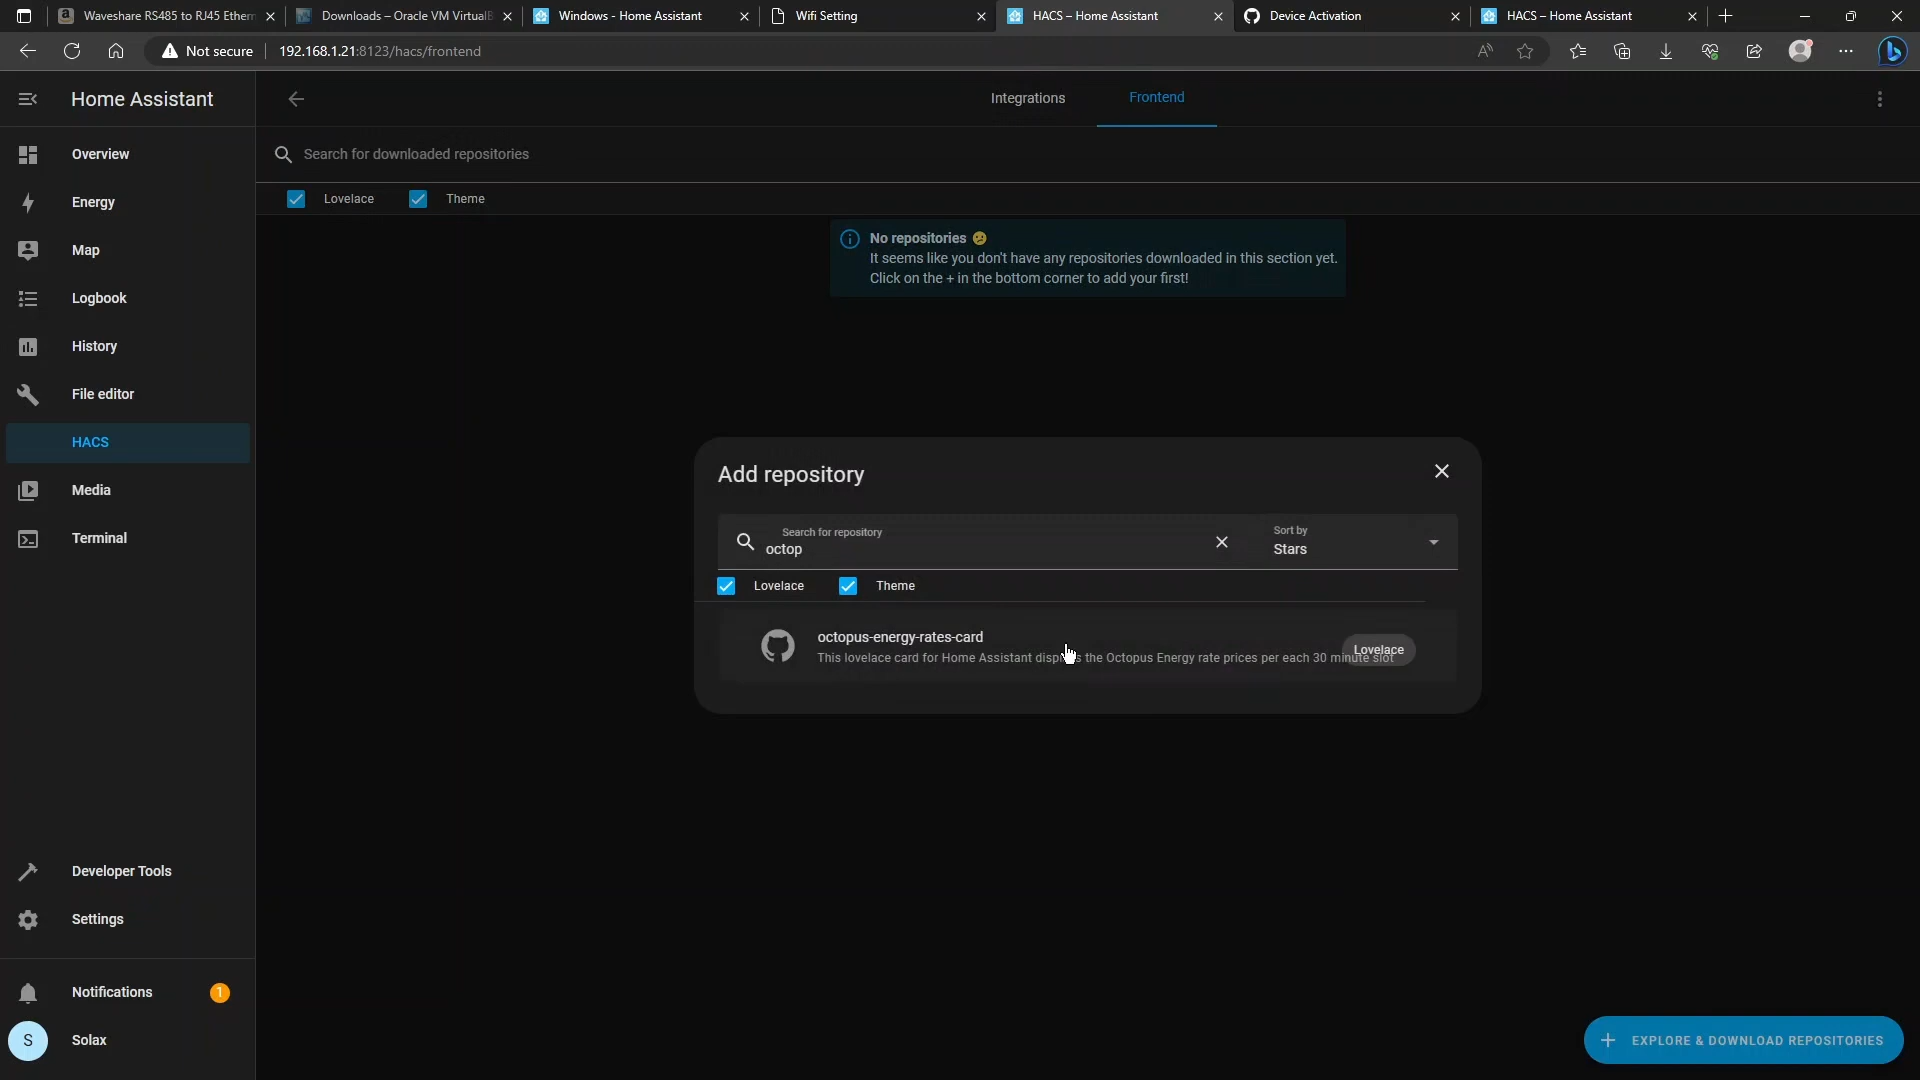 Waveshare RS485 to RJ45 Ethern
Downloads – Oracle VM VirtualB
Windows - Home Assistant
Wifi Setting
HACS – Home Assistant
Device Activation
HACS – Home Assistant
Not secure
192.168.1.21:8123/hacs/frontend
Home Assistant
Integrations
Frontend
Overview
Search for downloaded repositories
Lovelace
Theme
Energy
No repositories
It seems like you don't have any repositories downloaded in this section yet.
Click on the + in the bottom corner to add your first!
Map
Logbook
History
File editor
HACS
Media
Terminal
Add repository
Search for repository
octop
Sort by
Stars
Lovelace
Theme
octopus-energy-rates-card
This lovelace card for Home Assistant the Octopus Energy rate prices per each 30 minute slot
Lovelace
Developer Tools
Settings
Notifications
1
S
Solax
EXPLORE & DOWNLOAD REPOSITORIES